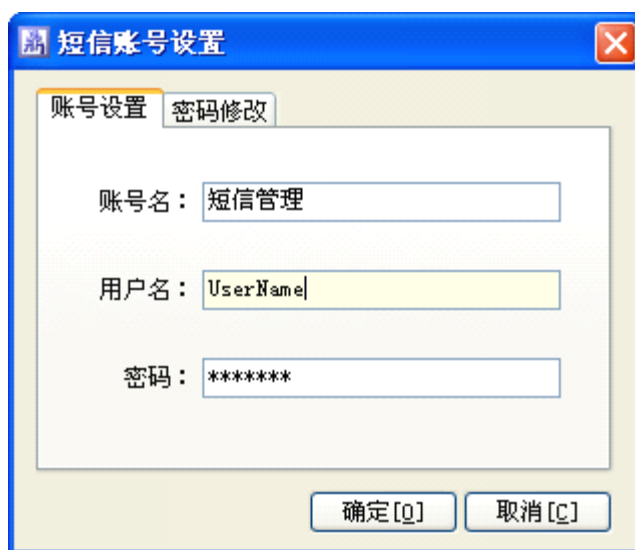 短信账号设置
账号设置 密码修改
账号名：短信管理
用户名：UserName
密码：*******
确定[O] 取消[C]